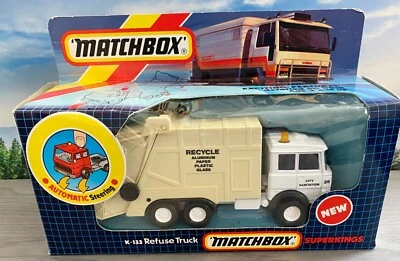 MATCHBOX
RECYCLE
ALUMINUM
PAPER
PLASTIC
GLASS
CITY
SANITATION
AUTOMATIC Steering
NEW
K-133 Refuse Truck
MATCHBOX
SUPERKINGS